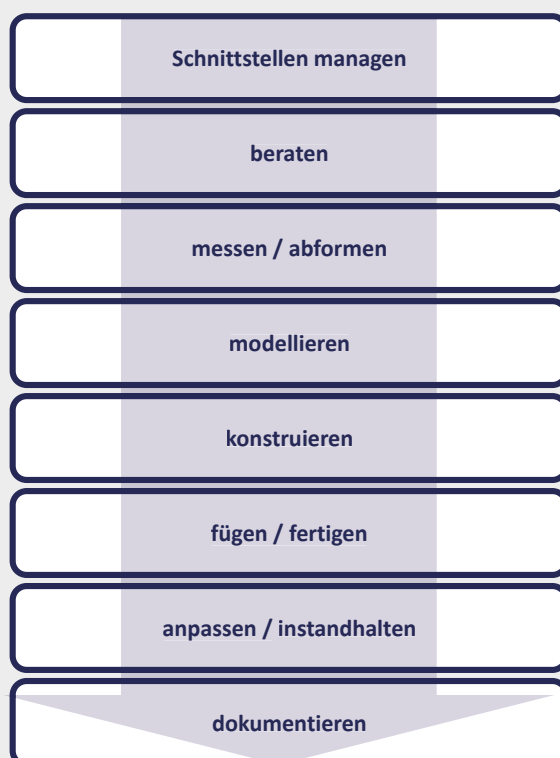 Schnittstellen managen
beraten
messen / abformen
modellieren
konstruieren
fügen / fertigen
anpassen / instandhalten
dokumentieren